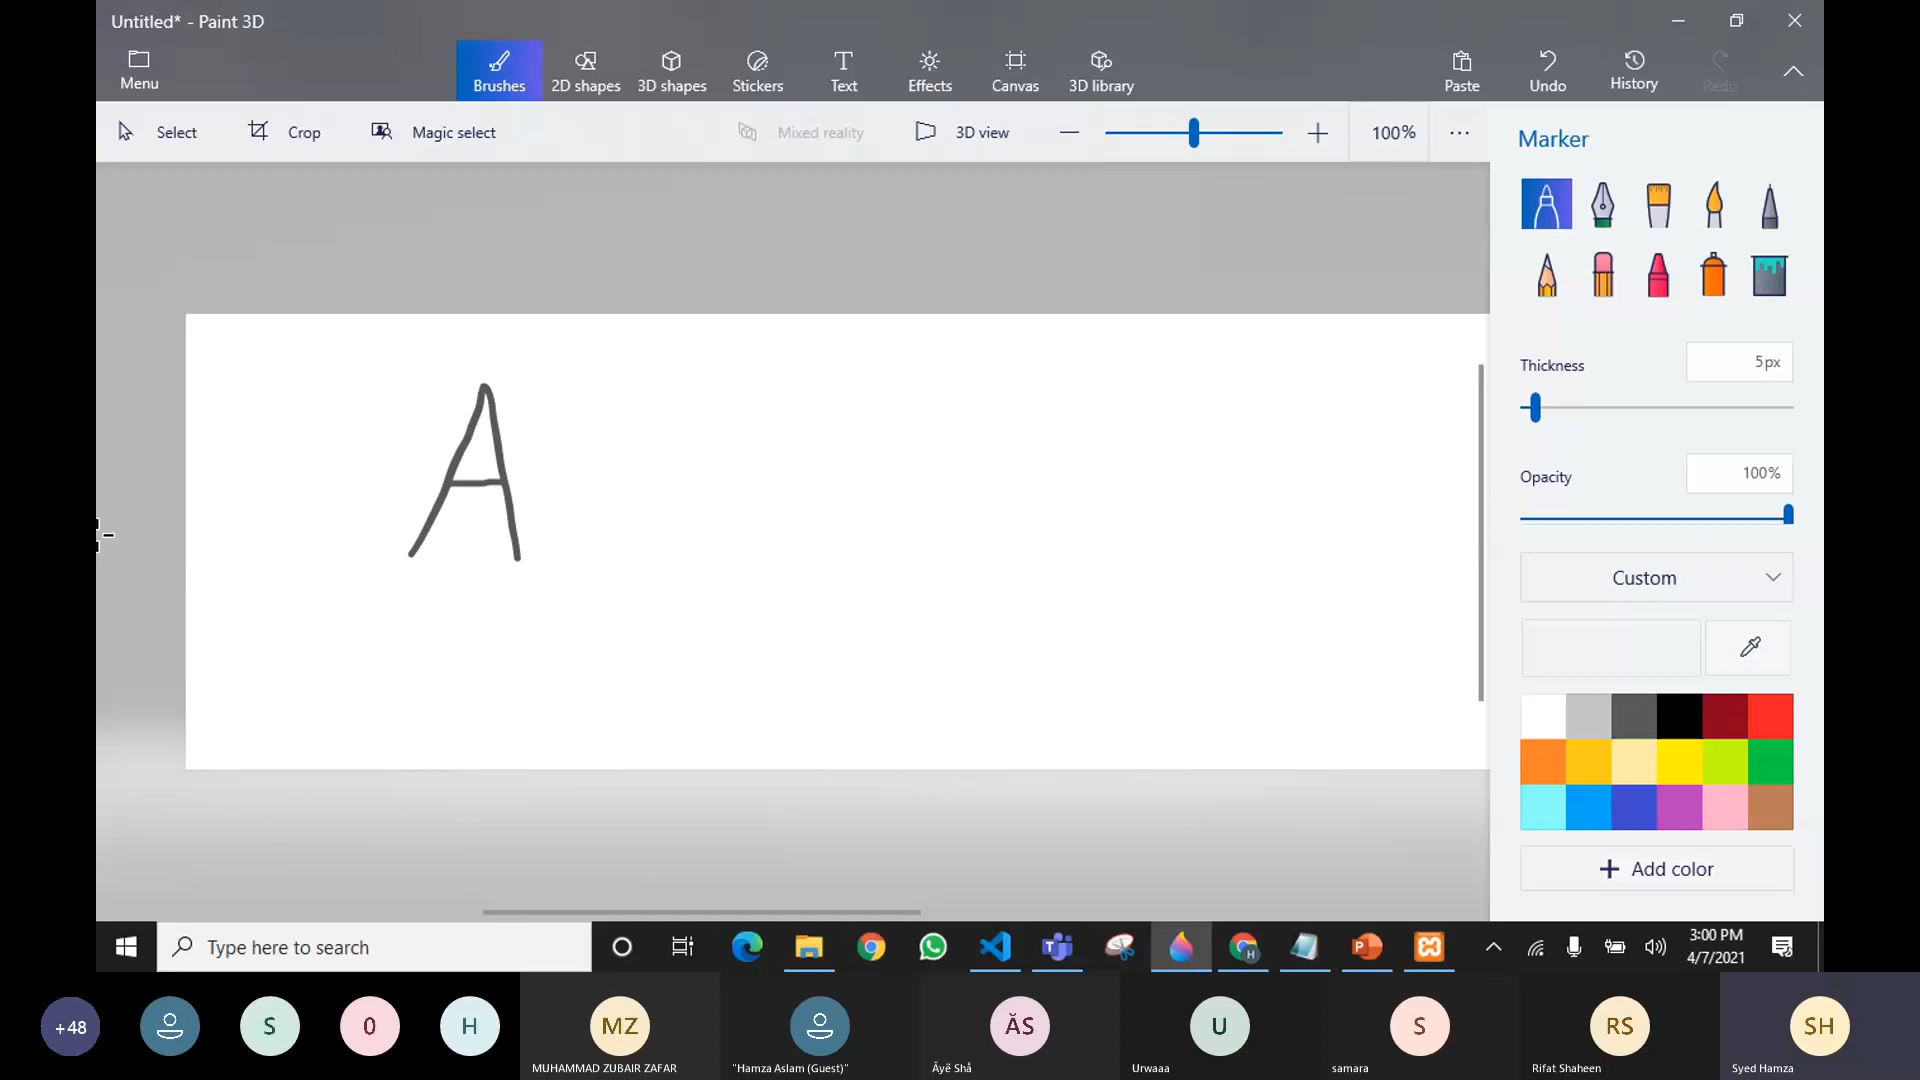 Untitled* - Paint 3D
Menu
Brushes
2D shapes
3D shapes
Stickers
Text
Effects
Canvas
3D library
Paste
Undo
History
Redo
Select
Crop
Magic select
Mixed reality
3D view
100%
Marker
Thickness
5px
A
Opacity
100%
Custom
Add color
Type here to search
3:00 PM
4/7/2021
+48
S
0
H
MZ
ÃS
U
S
RS
SH
MUHAMMAD ZUBAIR ZAFAR
"Hamza Aslam (Guest)"
Ãyë Shå
Urwaaa
samara
Rifat Shaheen
Syed Hamza